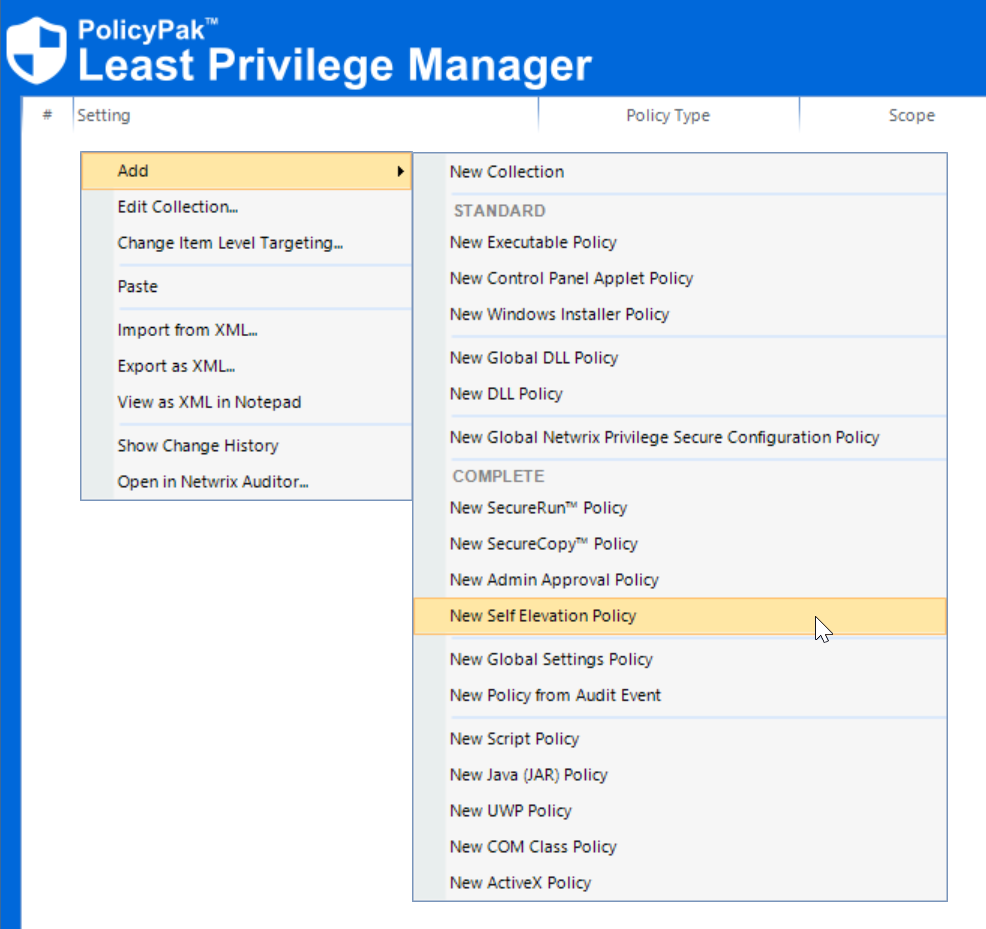 PolicyPak™
Least Privilege Manager
# Setting Policy Type Scope
Add
Edit Collection...
Change Item Level Targeting...
Paste
Import from XML...
Export as XML...
View as XML in Notepad
Show Change History
Open in Netwrix Auditor...
New Collection
STANDARD
New Executable Policy
New Control Panel Applet Policy
New Windows Installer Policy
New Global DLL Policy
New DLL Policy
New Global Netwrix Privilege Secure Configuration Policy
COMPLETE
New SecureRun™ Policy
New SecureCopy™ Policy
New Admin Approval Policy
New Self Elevation Policy
New Global Settings Policy
New Policy from Audit Event
New Script Policy
New Java (JAR) Policy
New UWP Policy
New COM Class Policy
New ActiveX Policy